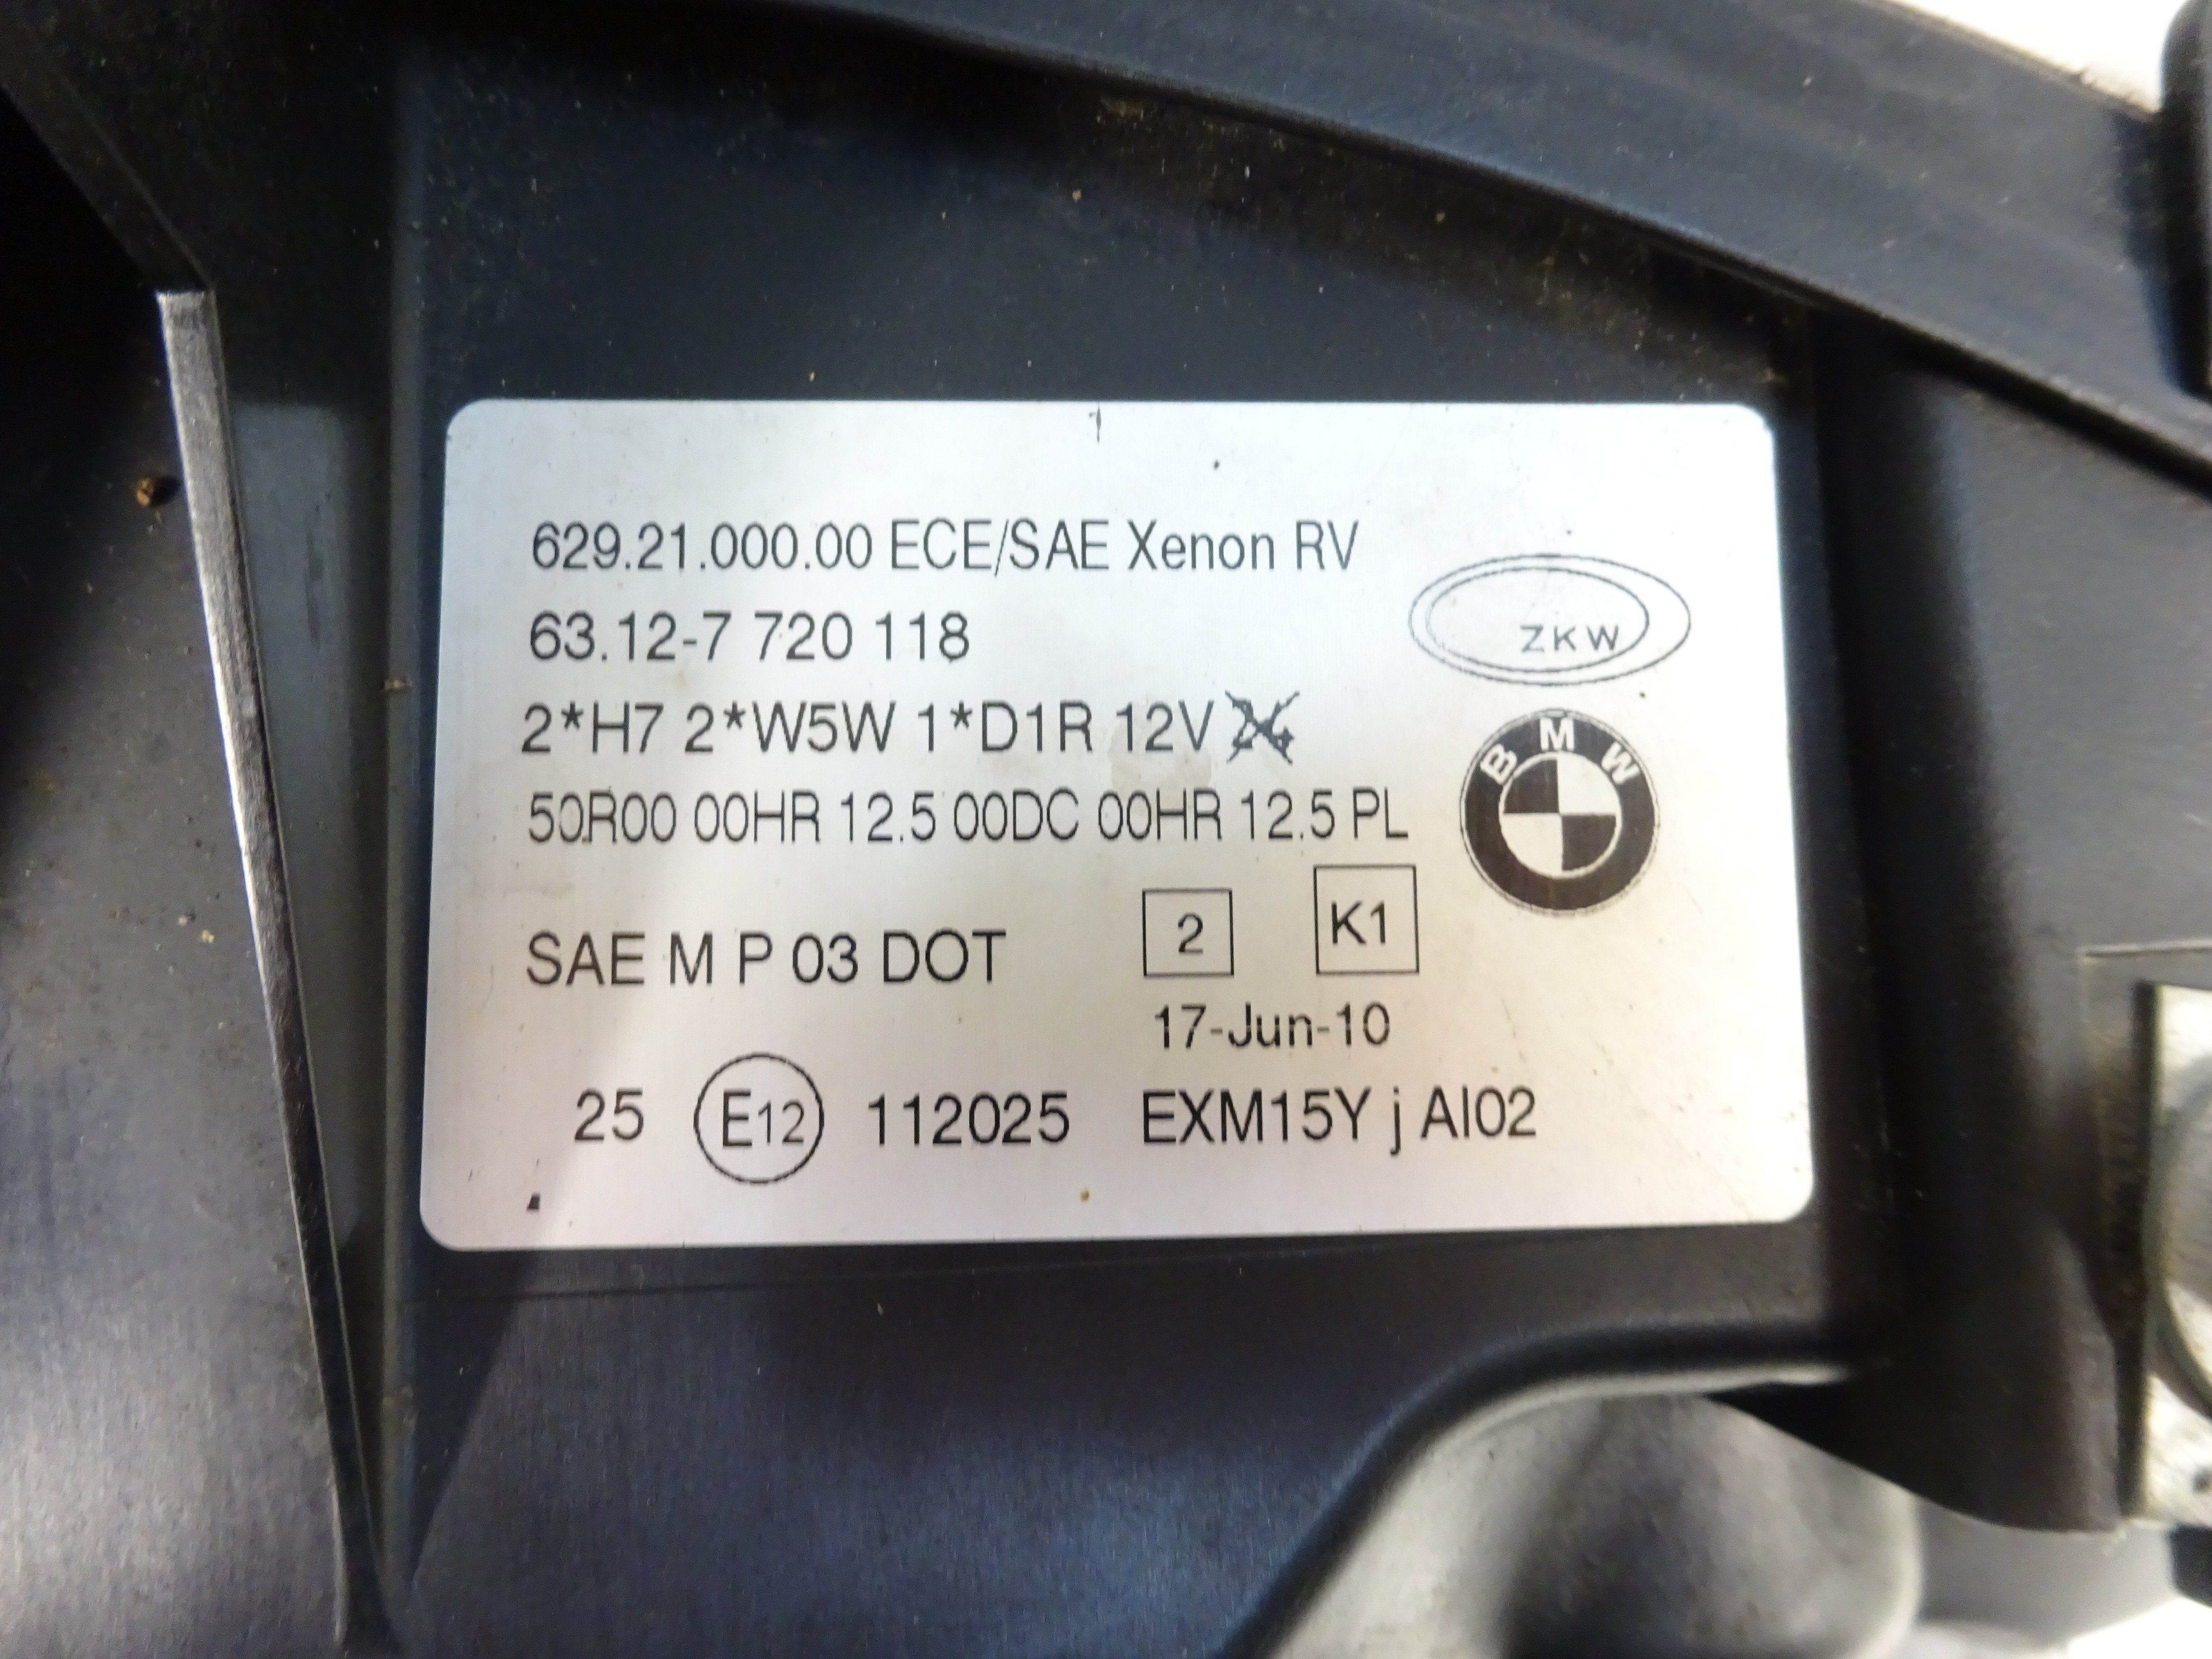 629.21.000.00 ECE/SAE Xenon RV
ZKW
63.12-7 720 118
2*H7 2*W5W 1*D1R 12V
BMW
50R00 00HR 12.5 00DC 00HR 12.5 PL
SAE M P 03 DOT 2 K1
17-Jun-10
25 E12 112025 EXM15Y j AI02